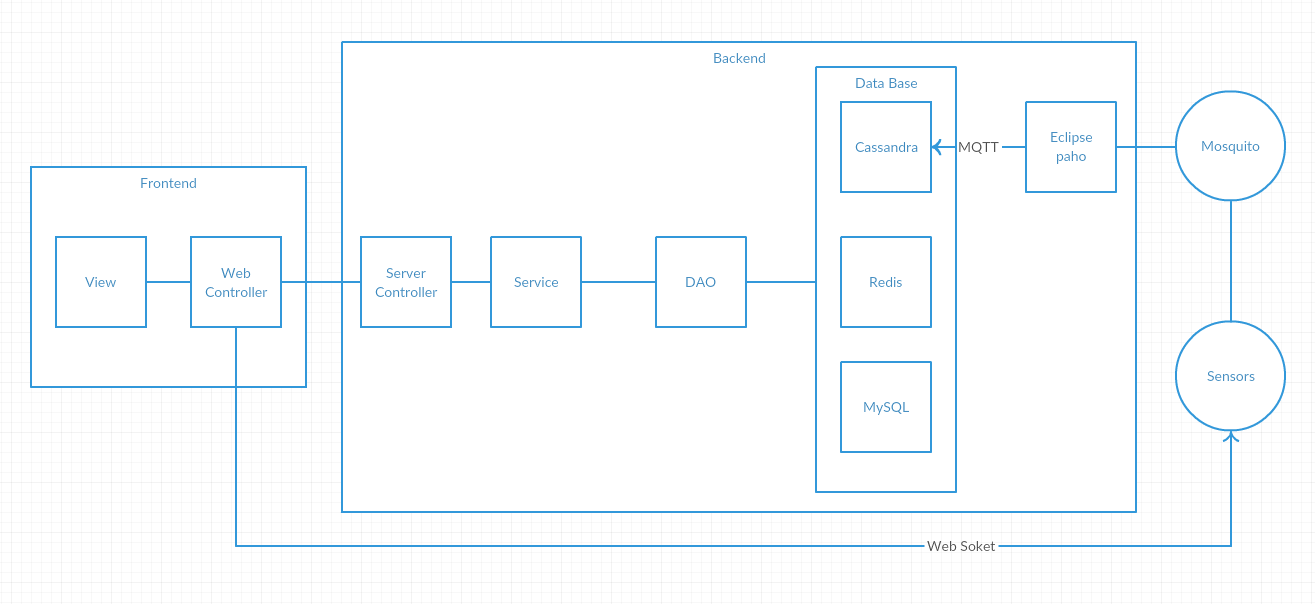 Backend
Data Base
Cassandra
MQTT
Eclipse
paho
Mosquito
Frontend
View
Web
Controller
Server
Controller
Service
DAO
Redis
MySQL
Sensors
Web Soket